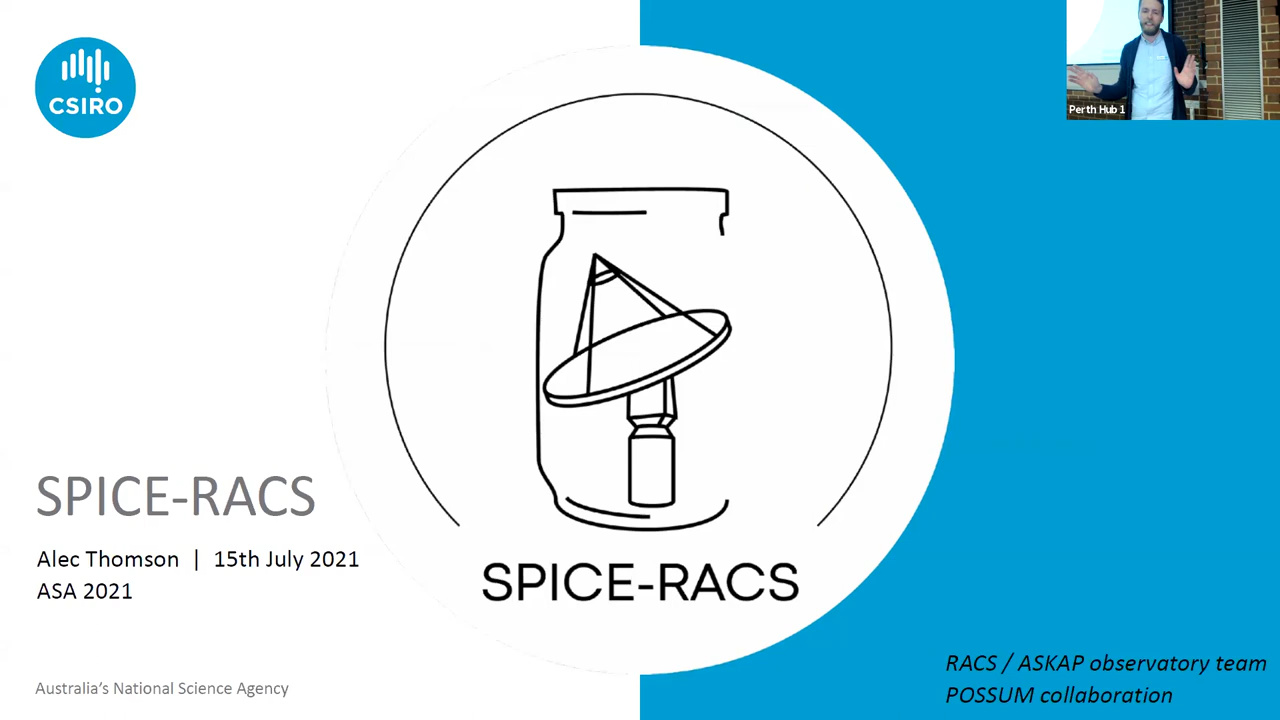 CSIRO
Perth Hub 1
SPICE-RACS
SPICE-RACS
Alec Thomson | 15th July 2021
ASA 2021
Australia's National Science Agency
RACS / ASKAP observatory team
POSSUM collaboration